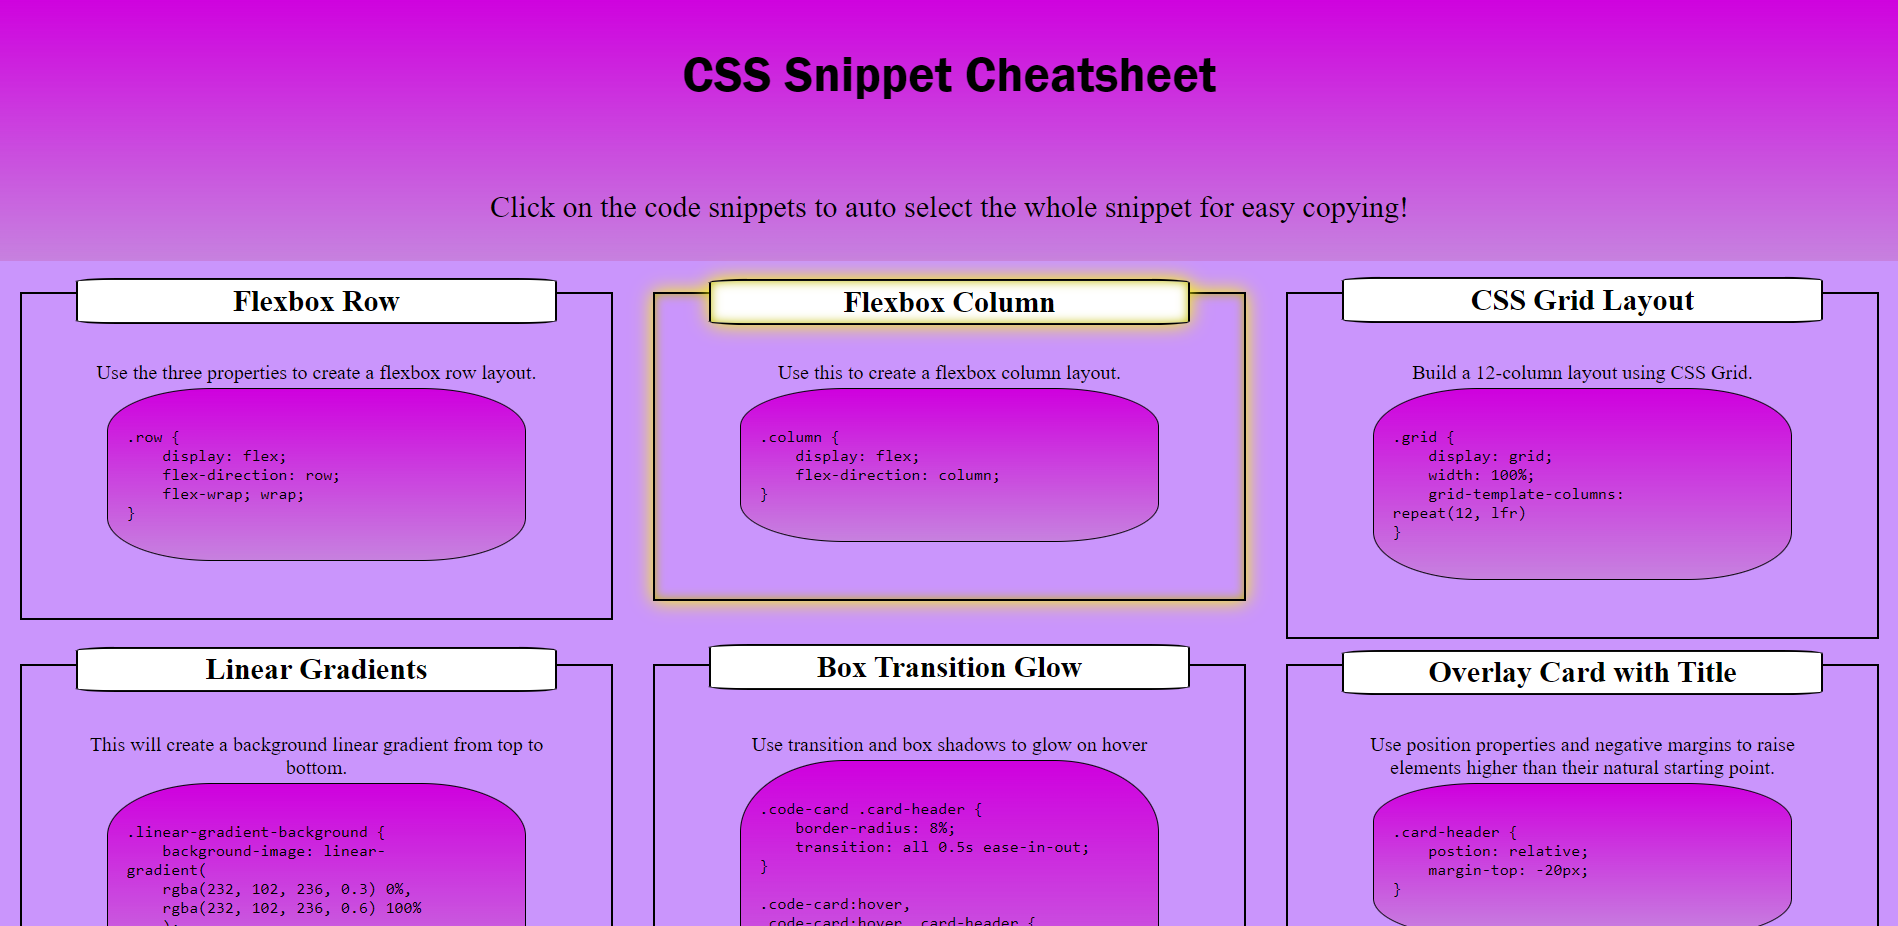 CSS Snippet Cheatsheet
Click on the code snippets to auto select the whole snippet for easy copying!
Flexbox Row
Use the three properties to create a flexbox row layout.
.row {
    display: flex;
    flex-direction: row;
    flex-wrap; wrap;
}
Flexbox Column
Use this to create a flexbox column layout.
.column {
    display: flex;
    flex-direction: column;
}
CSS Grid Layout
Build a 12-column layout using CSS Grid.
.grid {
    display: grid;
    width: 100%;
    grid-template-columns:
repeat(12, lfr)
}
Linear Gradients
This will create a background linear gradient from top to
bottom.
.linear-gradient-background {
    background-image: linear-
gradient(
    rgba(232, 102, 236, 0.3) 0%,
    rgba(232, 102, 236, 0.6) 100%
Box Transition Glow
Use transition and box shadows to glow on hover
.code-card .card-header {
    border-radius: 8%;
    transition: all 0.5s ease-in-out;
}
.code-card:hover,
.code-card:hover .card-header {
Overlay Card with Title
Use position properties and negative margins to raise
elements higher than their natural starting point.
.card-header {
    postion: relative;
    margin-top: -20px;
}